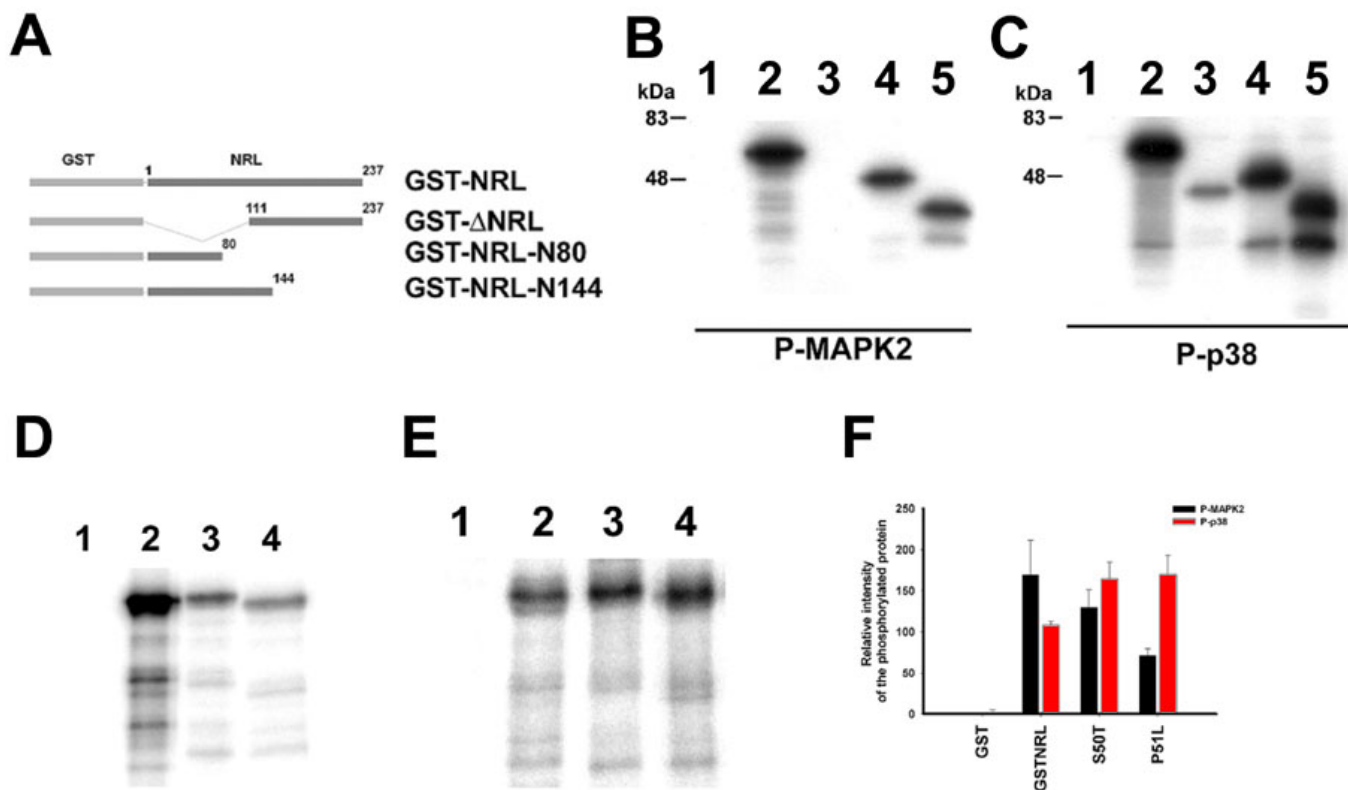 A
GST
1
NRL
237
GST-NRL
111
237
GST-ΔNRL
80
GST-NRL-N80
144
GST-NRL-N144
B
1 2 3 4 5
kDa
83
48
P-MAPK2
C
1 2 3 4 5
kDa
83
48
P-p38
D
1 2 3 4
E
1 2 3 4
F
P-MAPK2
P-p38
Relative intensity
of the phosphorylated protein
250
200
150
100
50
0
GST
GSTNRL
S50T
P51L